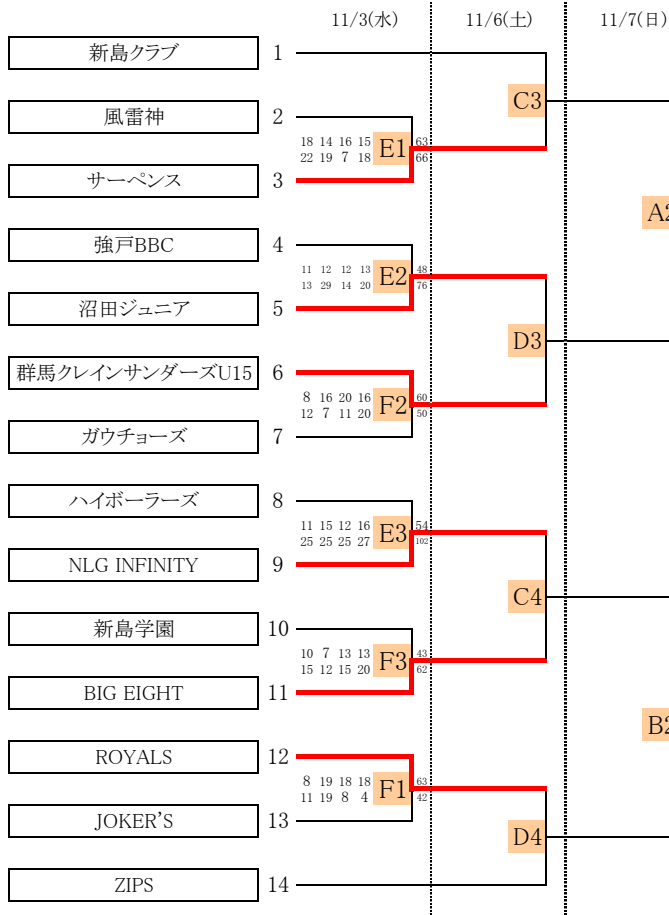 11/3(水) 11/6(土) 11/7(日)
新島クラブ 1
C3
風雷神 2
18 14 16 15 E1 63
22 19 7 18 66
サーペンス 3
A2
強戸BBC 4
11 12 12 13 E2 48
13 29 14 20 76
沼田ジュニア 5
D3
群馬クレインサンダーズU15 6
8 16 20 16 F2 60
12 7 11 20 50
ガウチョーズ 7
ハイボーラーズ 8
11 15 12 16 E3 54
25 25 25 27 102
NLG INFINITY 9
C4
新島学園 10
10 7 13 13 F3 43
15 12 15 20 62
BIG EIGHT 11
B2
ROYALS 12
8 19 18 18 F1 63
11 19 8 4 42
JOKER'S 13
D4
ZIPS 14